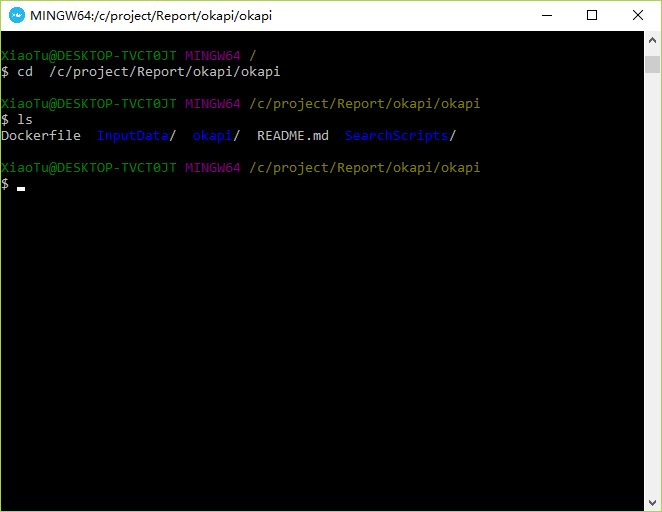 MINGW64:/c/project/Report/okapi/okapi
XiaoTu@DESKTOP-TVCT0JT MINGW64 /
$ cd  /c/project/Report/okapi/okapi
XiaoTu@DESKTOP-TVCT0JT MINGW64 /c/project/Report/okapi/okapi
$ ls
Dockerfile  InputData/  okapi/  README.md  SearchScripts/
XiaoTu@DESKTOP-TVCT0JT MINGW64 /c/project/Report/okapi/okapi
$